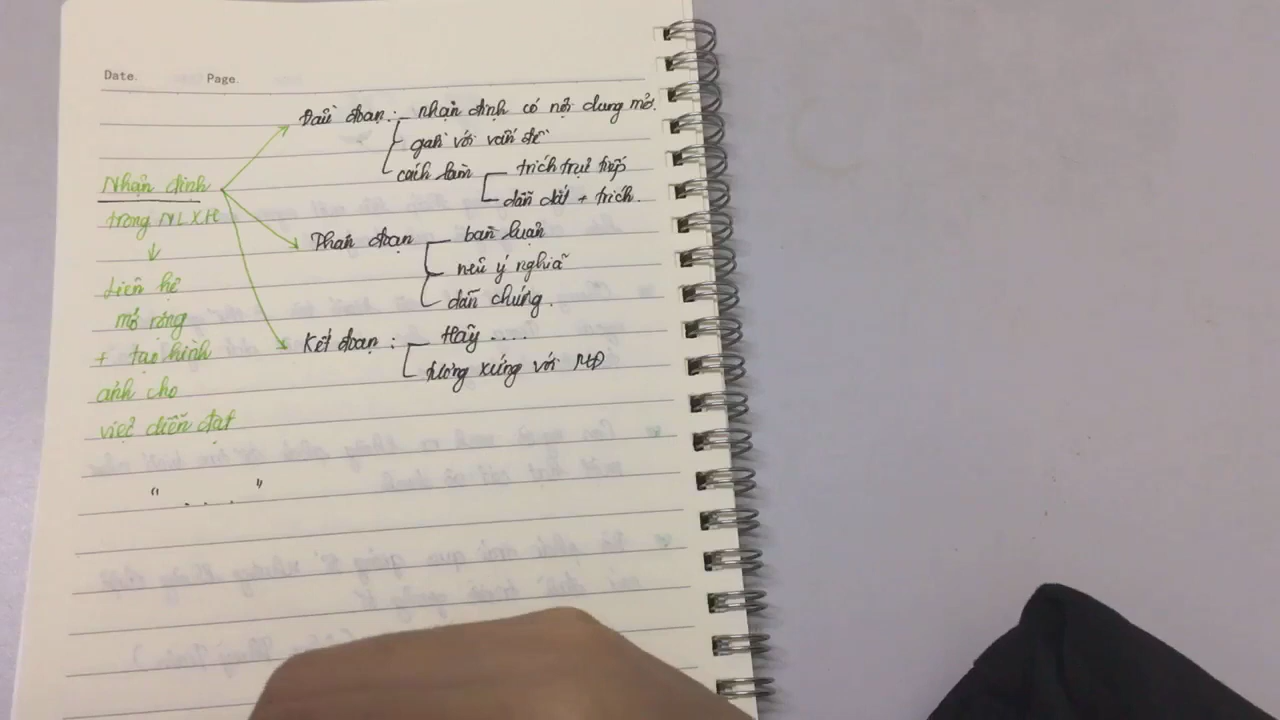 Date. Page.
Đầu đoạn : nhận định có nội dung mở.
gắn với vấn đề
cách làm
trích trực tiếp
dẫn dắt + trích.
Nhận định
trong NLXH
Liên hệ
mở rộng
+ tạo hình
ảnh cho
việc diễn đạt
" . . . "
Thân đoạn
bàn luận
nêu ý nghĩa
dẫn chứng.
Kết đoạn : Hãy ....
tương xứng với MĐ